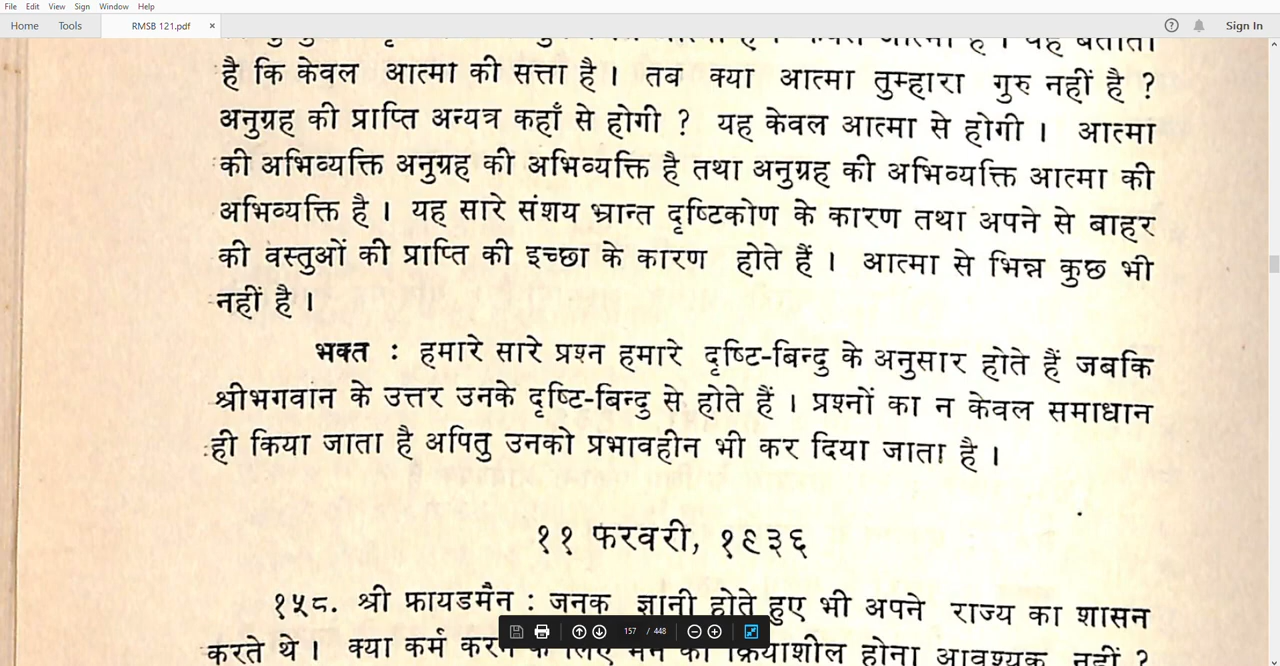 File Edit View Sign Window Help
Home Tools RMSB 121.pdf × Sign In
है कि केवल आत्मा की सत्ता है । तब क्या आत्मा तुम्हारा गुरु नहीं है ?
अनुग्रह की प्राप्ति अन्यत्र कहाँ से होगी ? यह केवल आत्मा से होगी । आत्मा
की अभिव्यक्ति अनुग्रह की अभिव्यक्ति है तथा अनुग्रह की अभिव्यक्ति आत्मा की
अभिव्यक्ति है । यह सारे संशय भ्रान्त दृष्टिकोण के कारण तथा अपने से बाहर
की वस्तुओं की प्राप्ति की इच्छा के कारण होते हैं । आत्मा से भिन्न कुछ भी
नहीं है ।
भक्त : हमारे सारे प्रश्न हमारे दृष्टि-बिन्दु के अनुसार होते हैं जबकि
श्रीभगवान के उत्तर उनके दृष्टि-बिन्दु से होते हैं । प्रश्नों का न केवल समाधान
ही किया जाता है अपितु उनको प्रभावहीन भी कर दिया जाता है ।
११ फरवरी, १९३६
१५८. श्री फ्रायडमैन : जनक ज्ञानी होते हुए भी अपने राज्य का शासन
करते थे । क्या कर्म करने के लिए मन का क्रियाशील होना आवश्यक नहीं ?
157 / 448